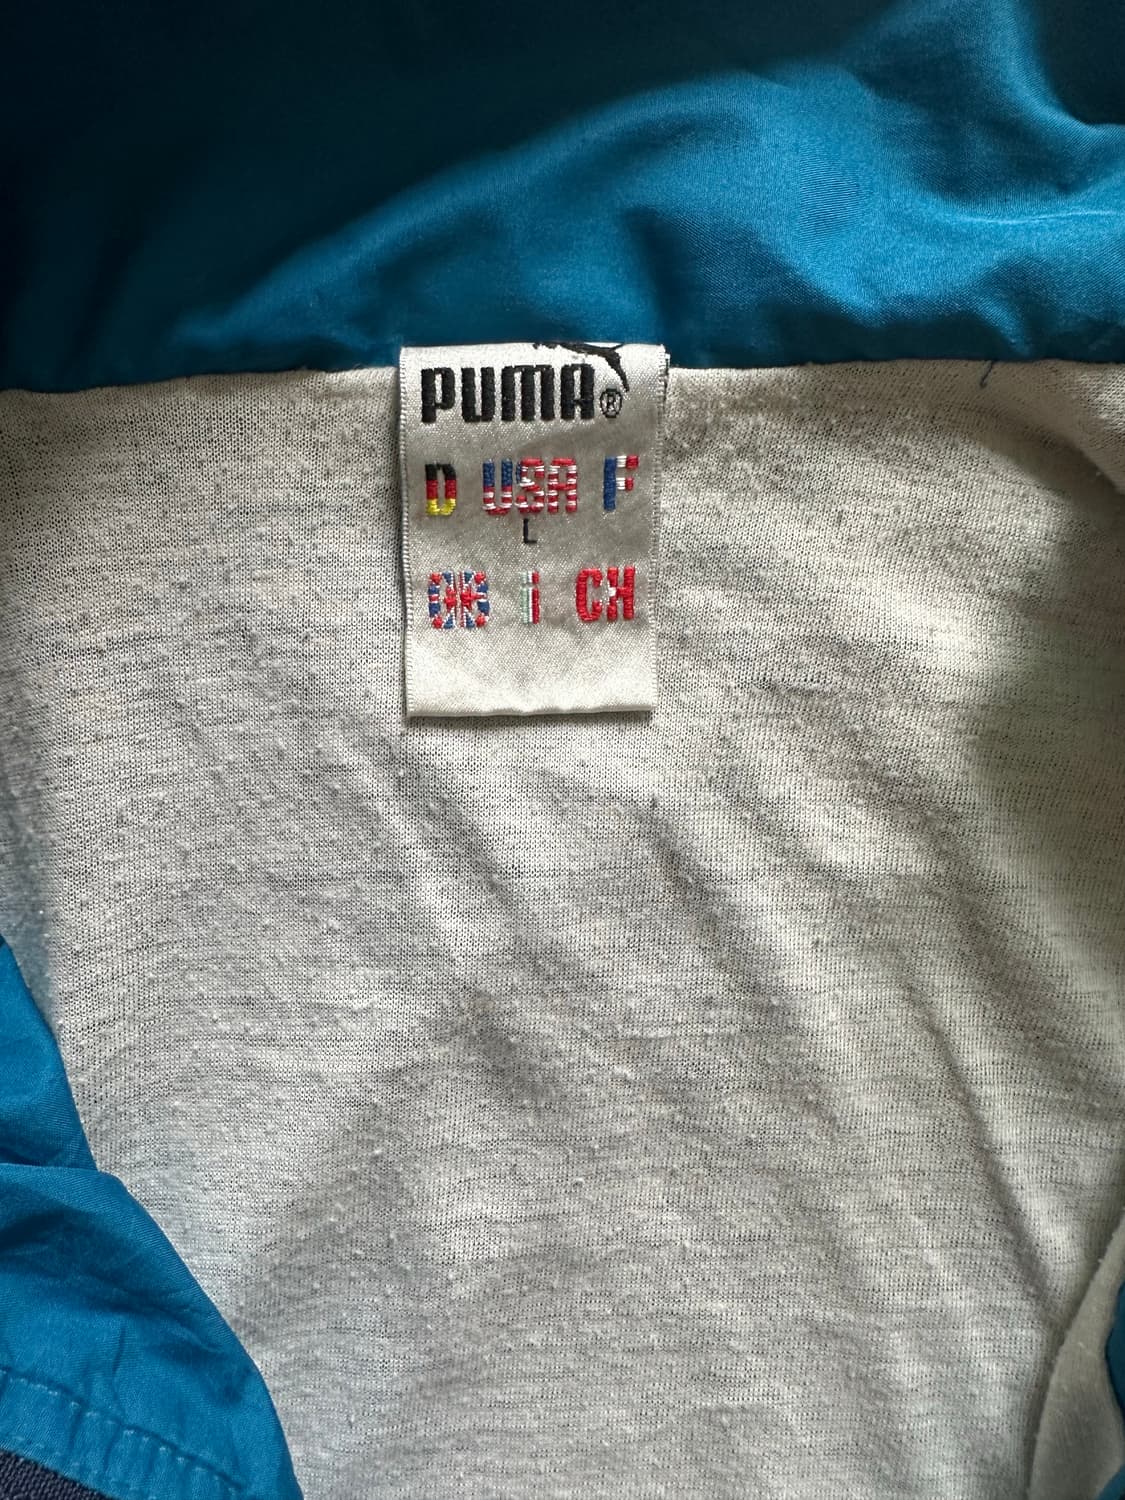 PUMA®
D USA F
L
GB I CH